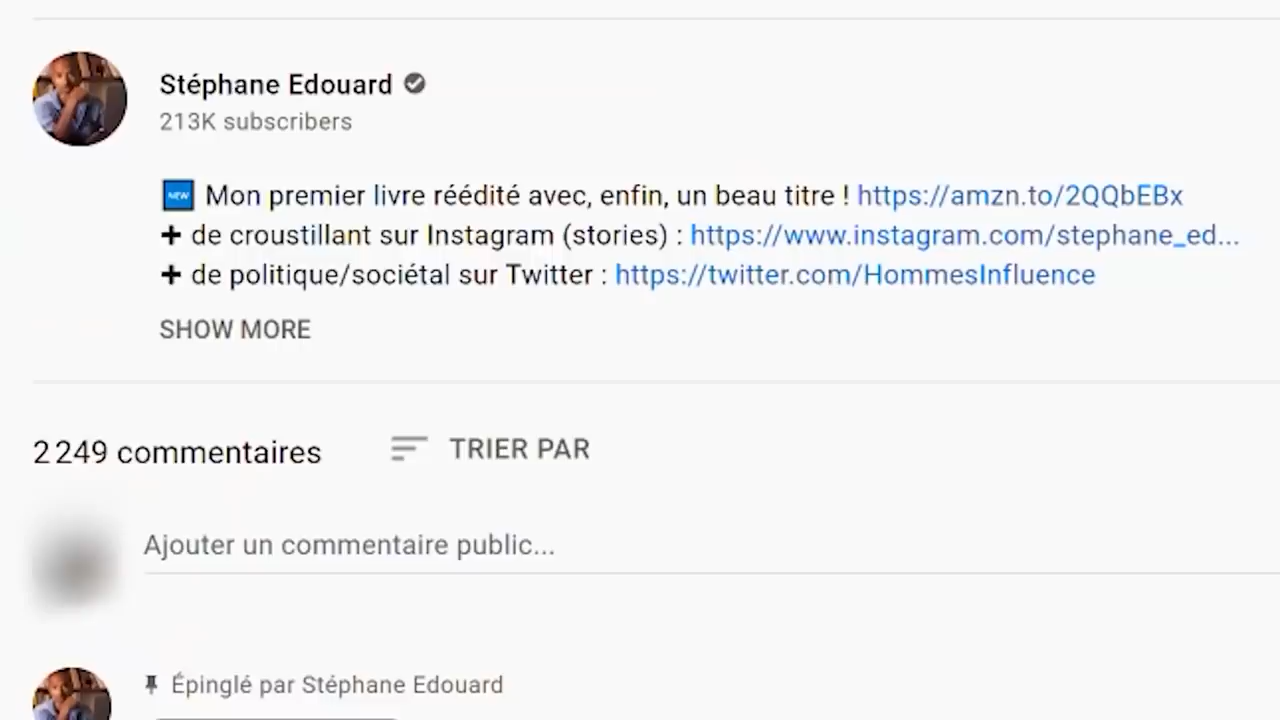 Stéphane Edouard
213K subscribers
NEW Mon premier livre réédité avec, enfin, un beau titre ! https://amzn.to/2QQbEBx
+ de croustillant sur Instagram (stories) : https://www.instagram.com/stephane_ed...
+ de politique/sociétal sur Twitter : https://twitter.com/HommesInfluence
SHOW MORE
2 249 commentaires
TRIER PAR
Ajouter un commentaire public...
Épinglé par Stéphane Edouard